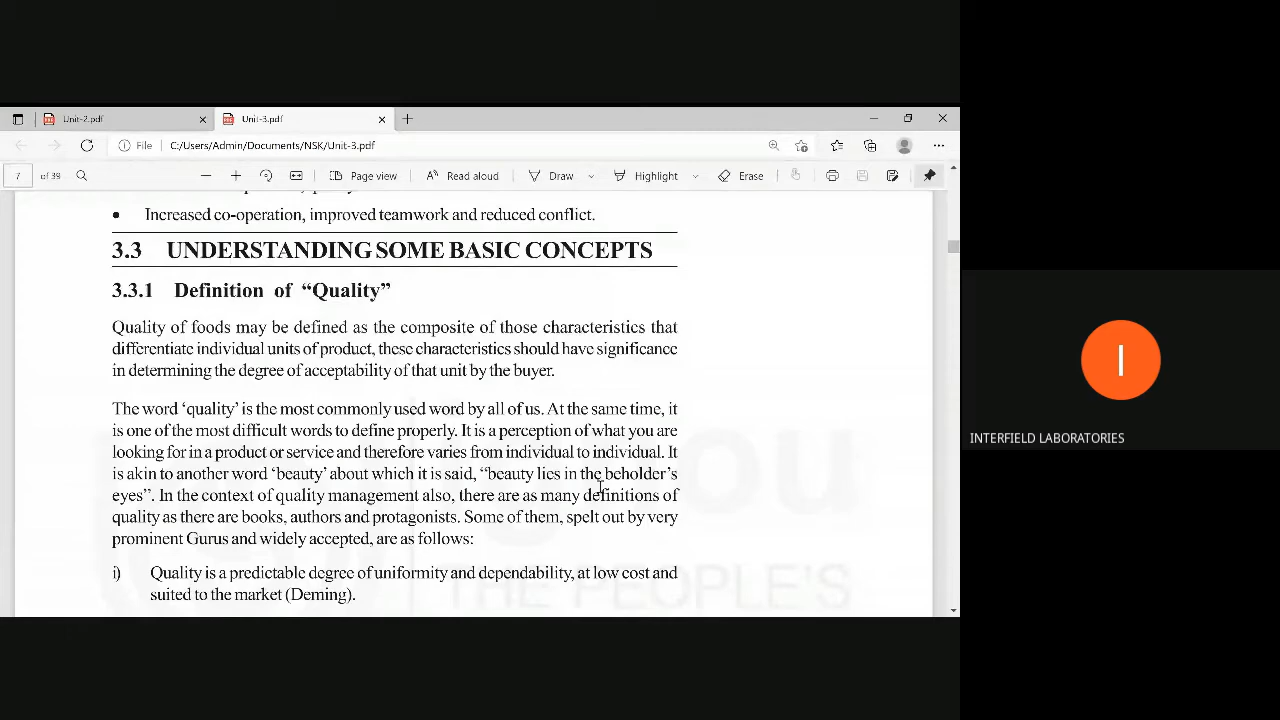 Unit-2.pdf
Unit-3.pdf
File C:/Users/Admin/Documents/NSK/Unit-3.pdf
7 of 39 Page view Read aloud Draw Highlight Erase
• Increased co-operation, improved teamwork and reduced conflict.
3.3 UNDERSTANDING SOME BASIC CONCEPTS
3.3.1 Definition of “Quality”
Quality of foods may be defined as the composite of those characteristics that
differentiate individual units of product, these characteristics should have significance
in determining the degree of acceptability of that unit by the buyer.
The word ‘quality’ is the most commonly used word by all of us. At the same time, it
is one of the most difficult words to define properly. It is a perception of what you are
looking for in a product or service and therefore varies from individual to individual. It
is akin to another word ‘beauty’ about which it is said, “beauty lies in the beholder’s
eyes”. In the context of quality management also, there are as many definitions of
quality as there are books, authors and protagonists. Some of them, spelt out by very
prominent Gurus and widely accepted, are as follows:
i) Quality is a predictable degree of uniformity and dependability, at low cost and
suited to the market (Deming).
THE PEOPLE'S
I
INTERFIELD LABORATORIES